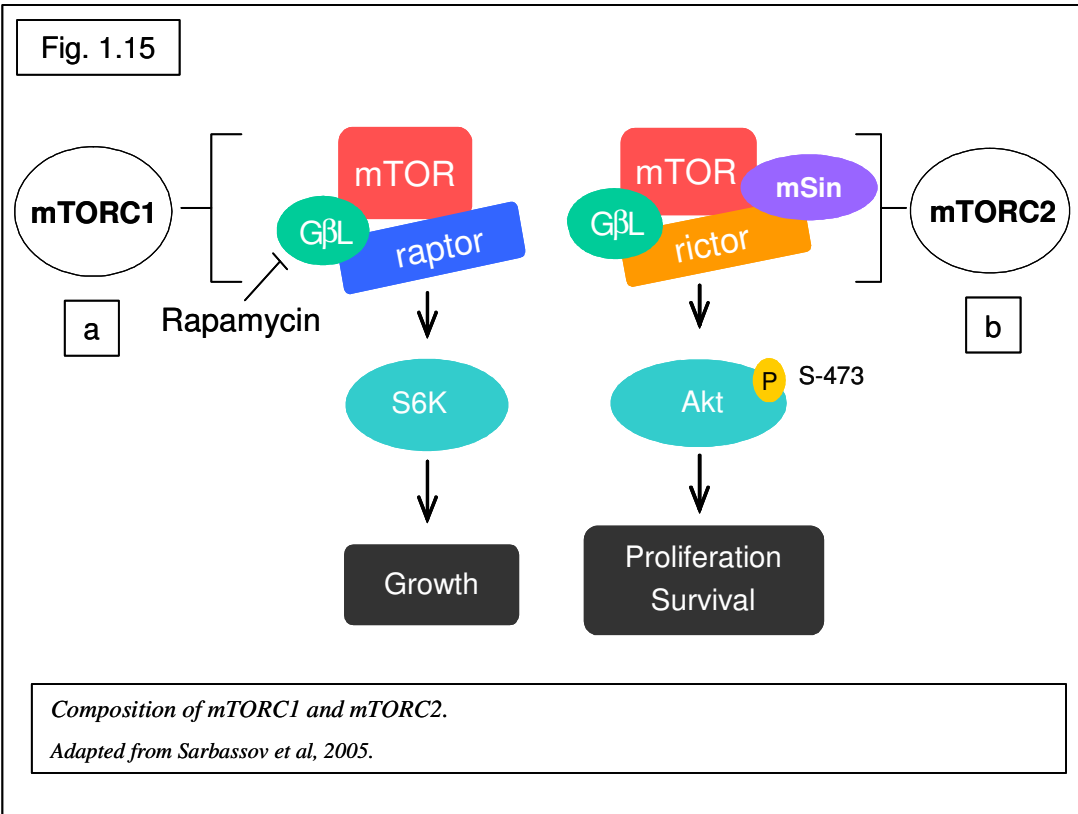 Fig. 1.15
mTORC1
mTOR
GβL
raptor
Rapamycin
a
S6K
Growth
mTOR
mSin
GβL
rictor
mTORC2
b
Akt
P
S-473
Proliferation
Survival
Composition of mTORC1 and mTORC2.
Adapted from Sarbassov et al, 2005.